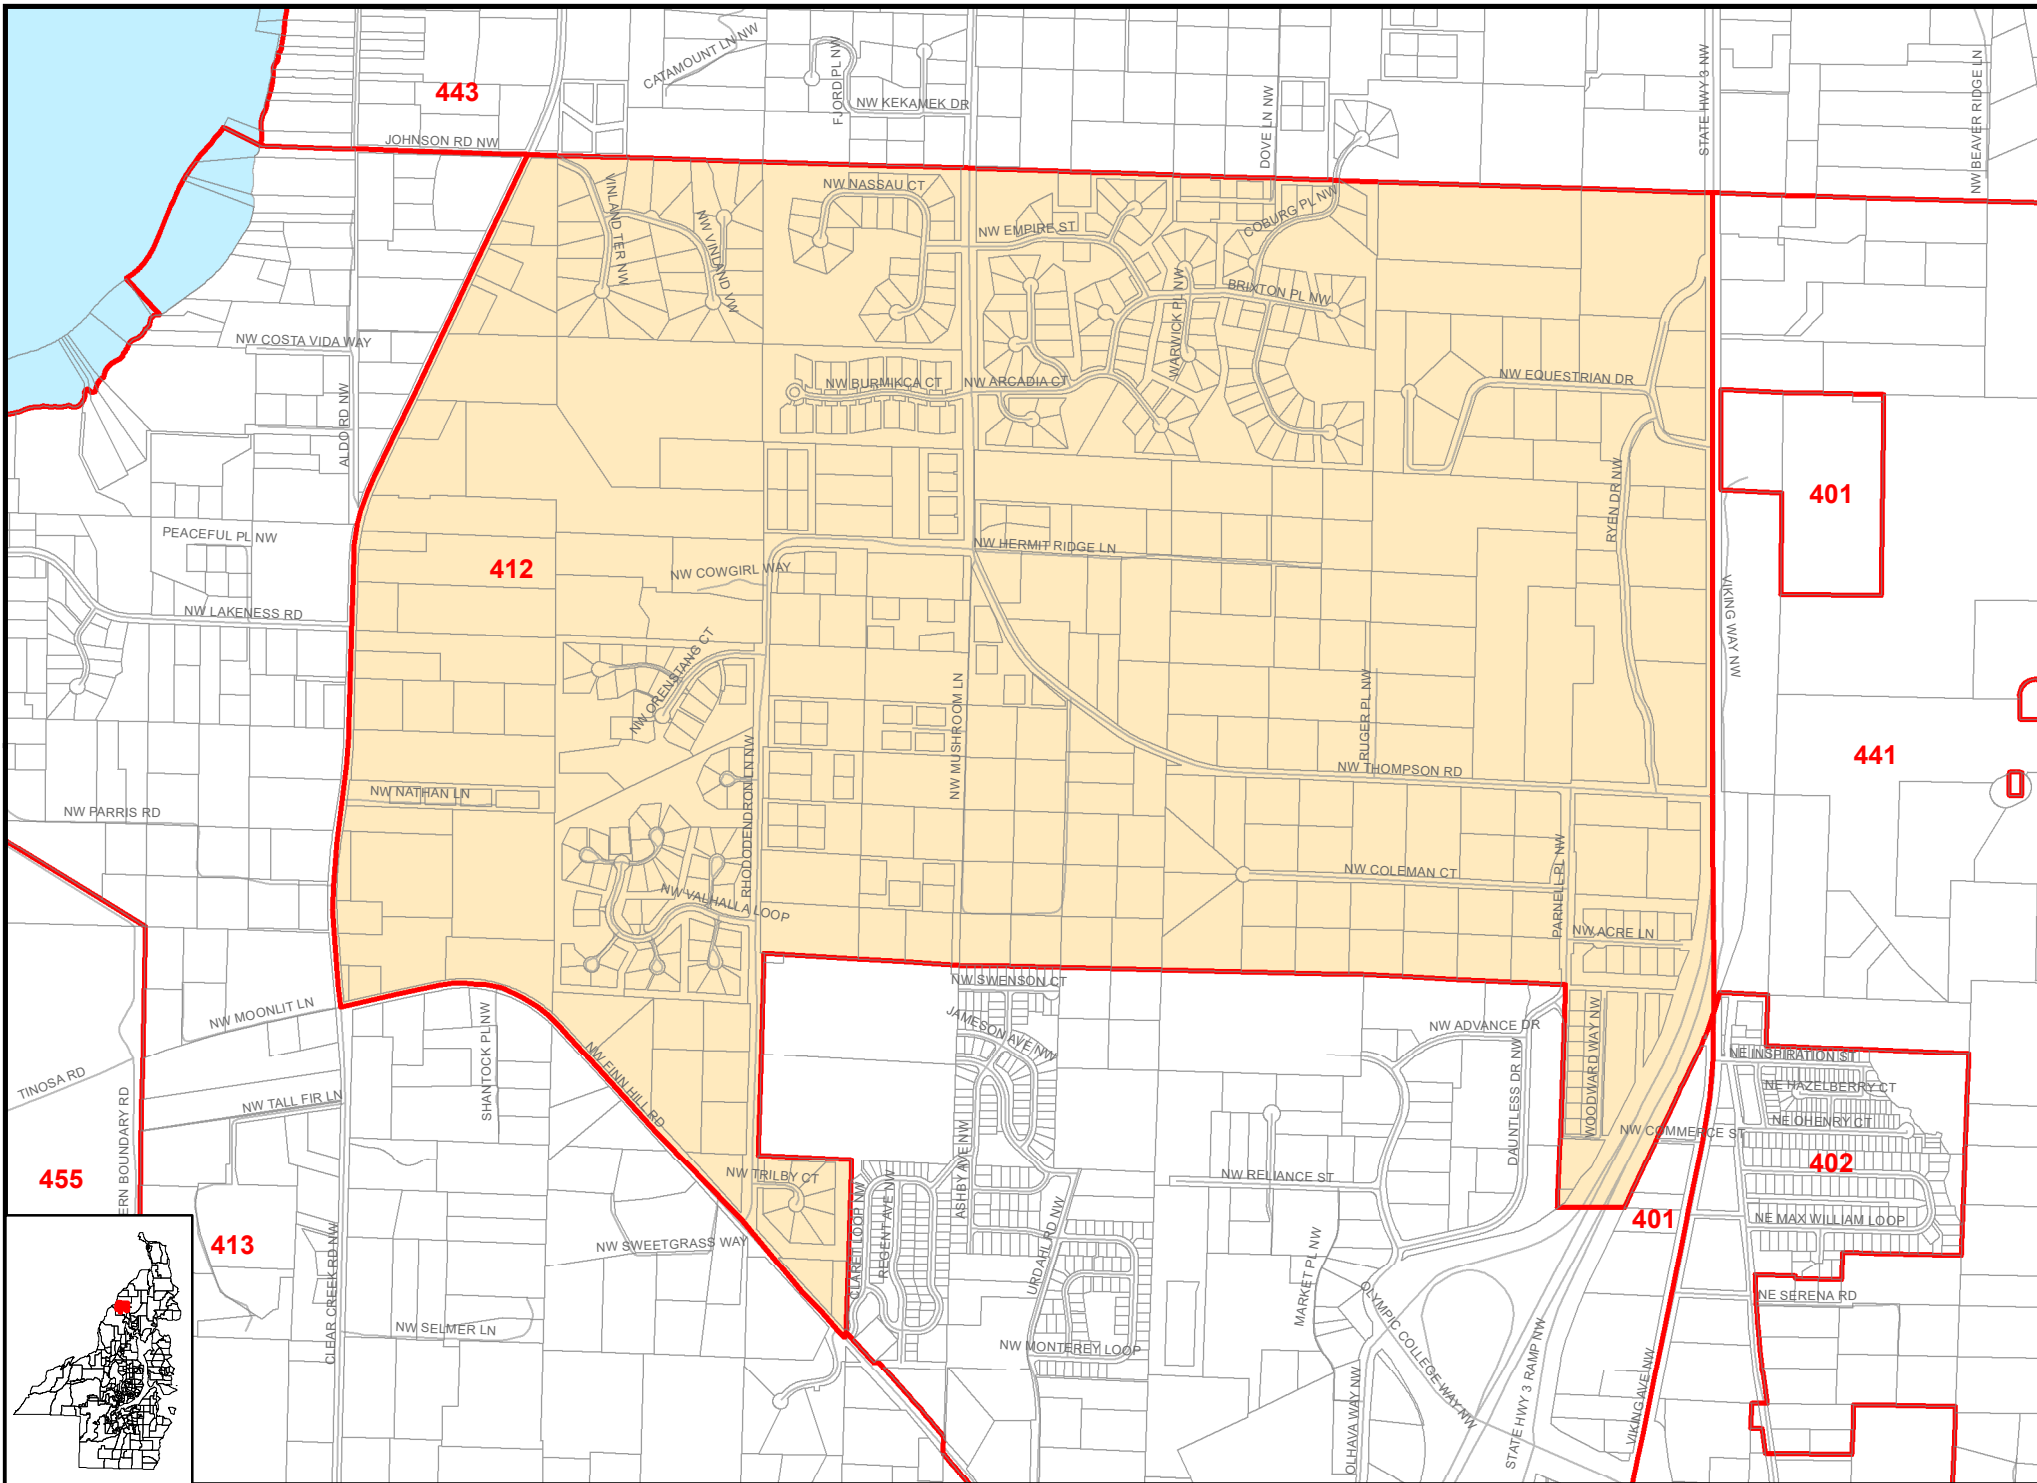 443
CATAMOUNT LN NW
FJORD PL NW
NW KEKAMEK DR
DOVE LN NW
STATE HWY 3 NW
NW BEAVER RIDGE LN
JOHNSON RD NW
VINLAND TER NW
NW VINLAND VW
NW NASSAU CT
NW EMPIRE ST
COBURG PL NW
WARWICK PL NW
BRIXTON PL NW
NW COSTA VIDA WAY
ALDO RD NW
NW BURMIKCA CT
NW ARCADIA CT
NW EQUESTRIAN DR
RYEN DR NW
401
PEACEFUL PL NW
412
NW COWGIRL WAY
NW HERMIT RIDGE LN
NW LAKENESS RD
NW ORENSTANG CT
NW MUSHROOM LN
RUGER PL NW
VIKING WAY NW
441
RHODODENDRON LN NW
NW THOMPSON RD
NW NATHAN LN
NW PARRIS RD
NW VALHALLA LOOP
NW COLEMAN CT
PARNELL PL NW
NW ACRE LN
NW MOONLIT LN
SHANTOCK PL NW
NW FINN HILL RD
NW SWENSON CT
JAMESON AVE NW
NW ADVANCE DR
DAUNTLESS DR NW
WOODWARD WAY NW
NE INSPIRATION ST
NE HAZELBERRY CT
NE OHENRY CT
NW COMMERCE ST
402
TINOSA RD
NW TALL FIR LN
ERN BOUNDARY RD
455
413
NW TRILBY CT
CLARET LOOP NW
REGENT AVE NW
ASHBY AVE NW
URDAHL RD NW
NW RELIANCE ST
401
NE MAX WILLIAM LOOP
NW SWEETGRASS WAY
CLEAR CREEK RD NW
NW SELMER LN
NW MONTEREY LOOP
MARKET PL NW
OLYMPIC COLLEGE WAY NW
OLHAVA WAY NW
STATE HWY 3 RAMP NW
VIKING AVE NW
NE SERENA RD